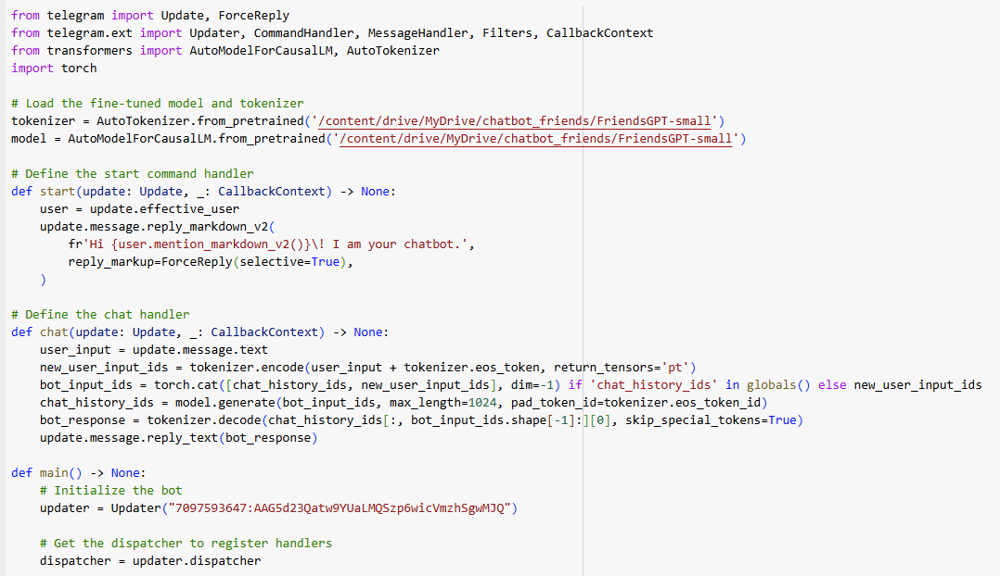 from telegram import Update, ForceReply
from telegram.ext import Updater, CommandHandler, MessageHandler, Filters, CallbackContext
from transformers import AutoModelForCausalLM, AutoTokenizer
import torch

# Load the fine-tuned model and tokenizer
tokenizer = AutoTokenizer.from_pretrained('/content/drive/MyDrive/chatbot_friends/FriendsGPT-small')
model = AutoModelForCausalLM.from_pretrained('/content/drive/MyDrive/chatbot_friends/FriendsGPT-small')

# Define the start command handler
def start(update: Update, _: CallbackContext) -> None:
    user = update.effective_user
    update.message.reply_markdown_v2(
        fr'Hi {user.mention_markdown_v2()}\! I am your chatbot.',
        reply_markup=ForceReply(selective=True),
    )

# Define the chat handler
def chat(update: Update, _: CallbackContext) -> None:
    user_input = update.message.text
    new_user_input_ids = tokenizer.encode(user_input + tokenizer.eos_token, return_tensors='pt')
    bot_input_ids = torch.cat([chat_history_ids, new_user_input_ids], dim=-1) if 'chat_history_ids' in globals() else new_user_input_ids
    chat_history_ids = model.generate(bot_input_ids, max_length=1024, pad_token_id=tokenizer.eos_token_id)
    bot_response = tokenizer.decode(chat_history_ids[:, bot_input_ids.shape[-1]:][0], skip_special_tokens=True)
    update.message.reply_text(bot_response)

def main() -> None:
    # Initialize the bot
    updater = Updater("7097593647:AAG5d23Qatw9YUaLMQSzp6wicVmzhSgwMJQ")

    # Get the dispatcher to register handlers
    dispatcher = updater.dispatcher